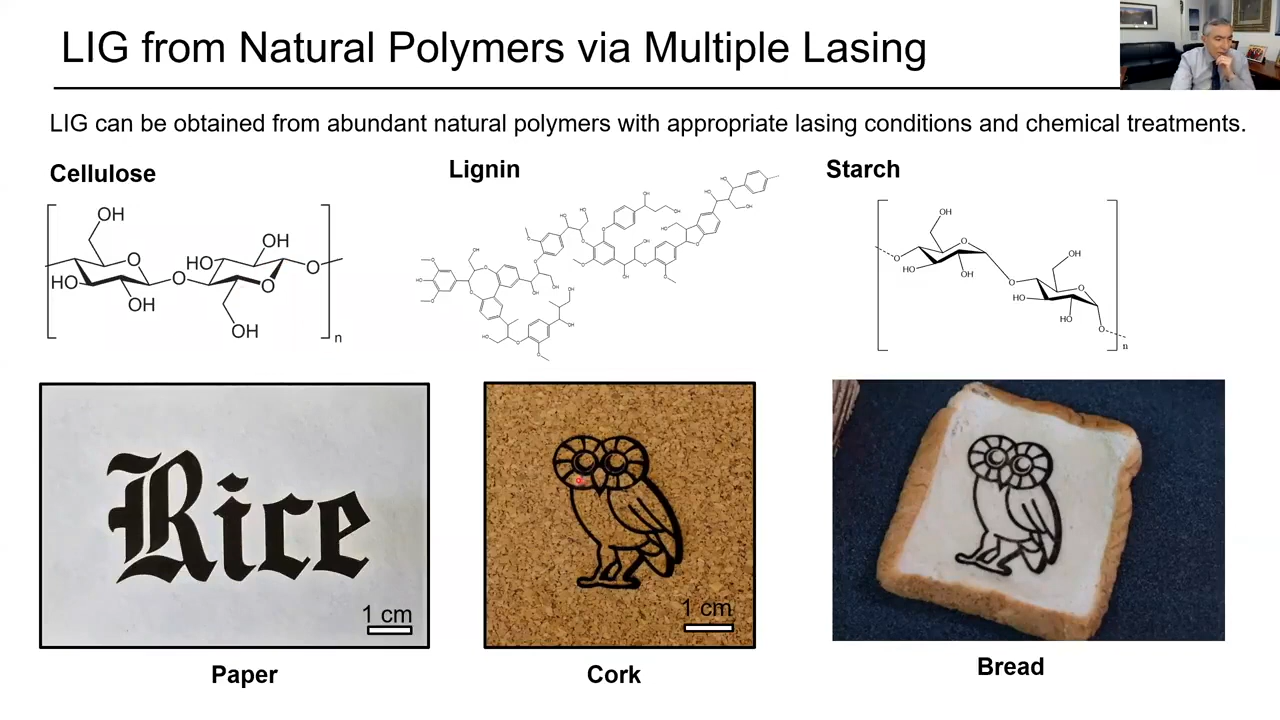 LIG from Natural Polymers via Multiple Lasing
LIG can be obtained from abundant natural polymers with appropriate lasing conditions and chemical treatments.
Cellulose
Lignin
Starch
OH
O
HO
OH
O
HO
OH
O
OH
O
n
OH
O
O
HO
OH
O
OH
O
HO
HO
O
n
Rice
1 cm
1 cm
Paper
Cork
Bread